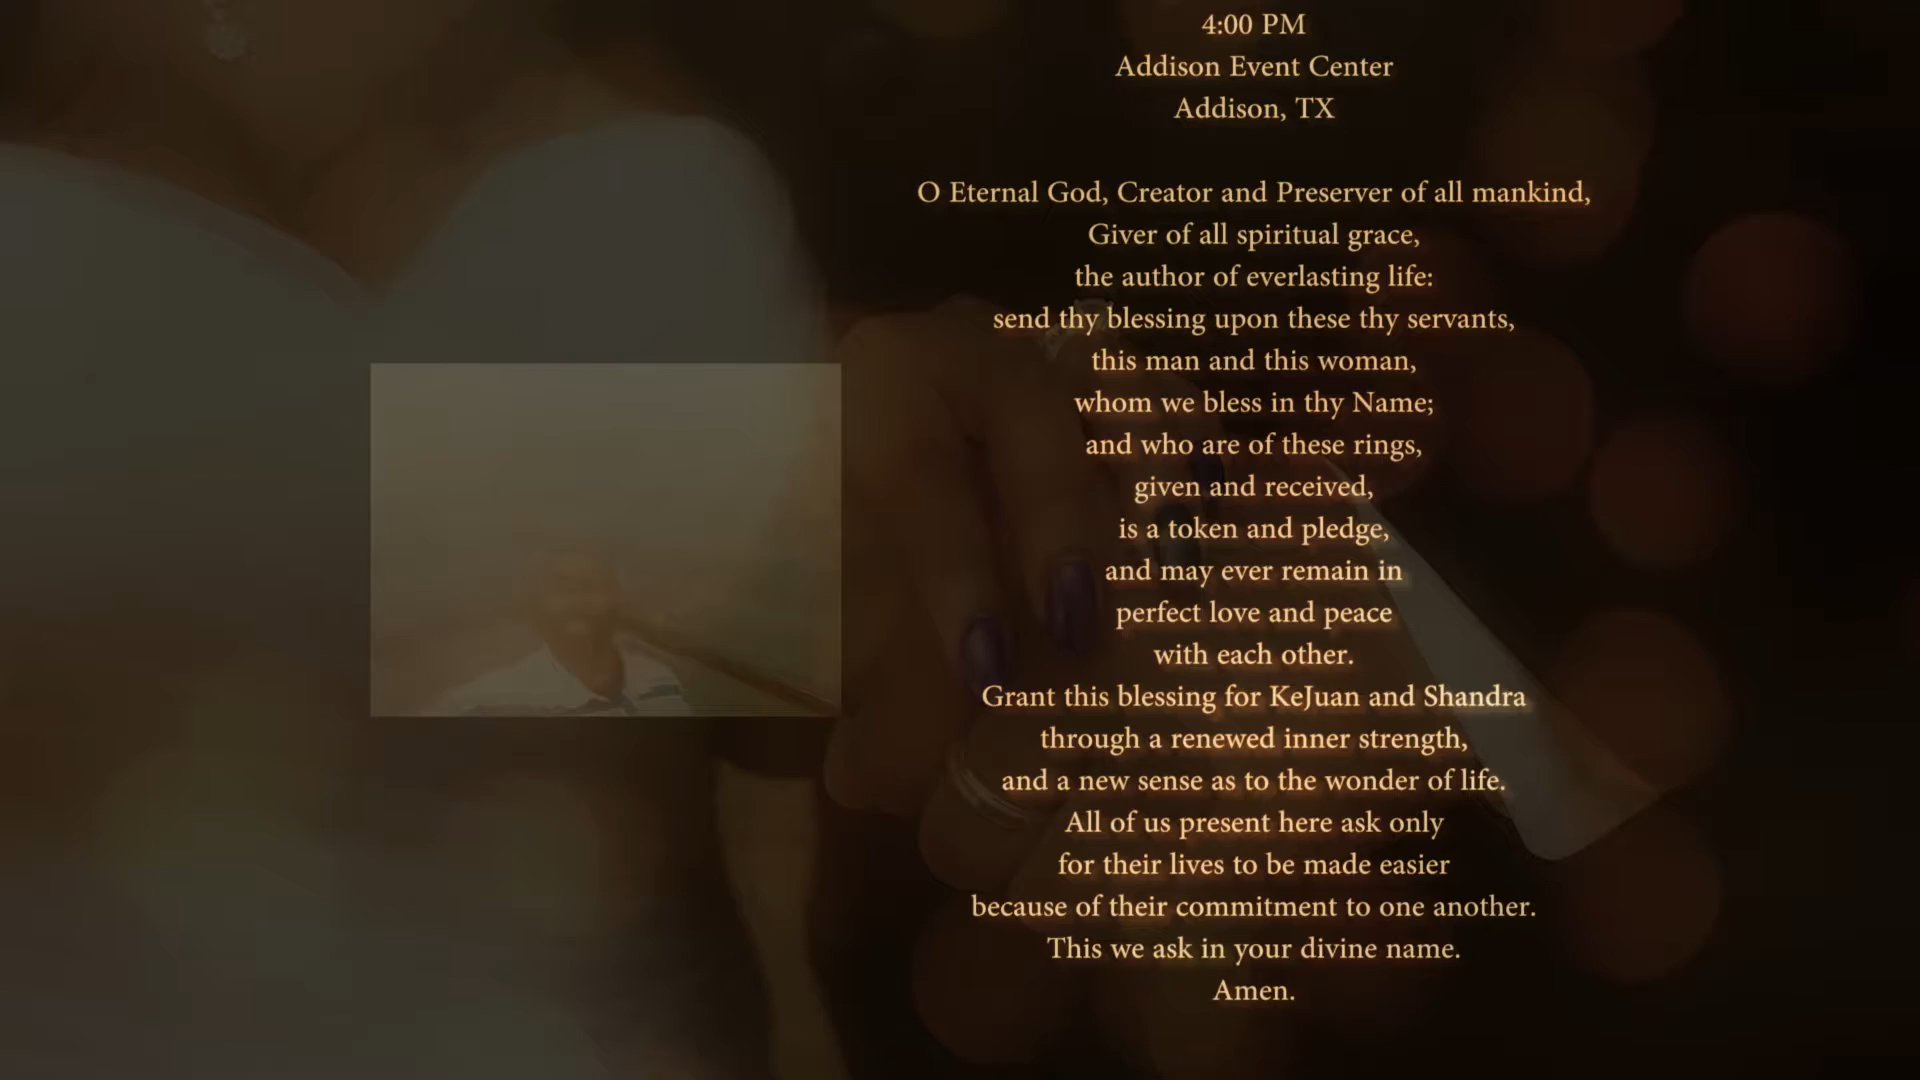 4:00 PM
Addison Event Center
Addison, TX
O Eternal God, Creator and Preserver of all mankind,
Giver of all spiritual grace,
the author of everlasting life:
send thy blessing upon these thy servants,
this man and this woman,
whom we bless in thy Name;
and who are of these rings,
given and received,
is a token and pledge,
and may ever remain in
perfect love and peace
with each other.
Grant this blessing for KeJuan and Shandra
through a renewed inner strength,
and a new sense as to the wonder of life.
All of us present here ask only
for their lives to be made easier
because of their commitment to one another.
This we ask in your divine name.
Amen.